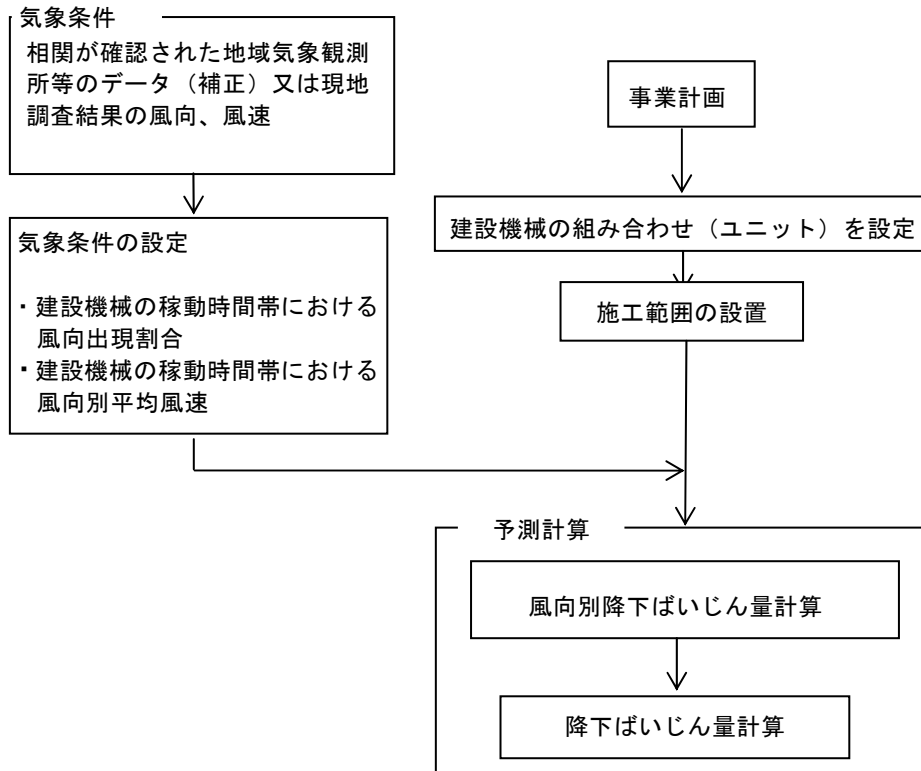 気象条件
相関が確認された地域気象観測
所等のデータ（補正）又は現地
調査結果の風向、風速
気象条件の設定
・建設機械の稼動時間帯における
風向出現割合
・建設機械の稼動時間帯における
風向別平均風速
事業計画
建設機械の組み合わせ（ユニット）を設定
施工範囲の設置
予測計算
風向別降下ばいじん量計算
降下ばいじん量計算